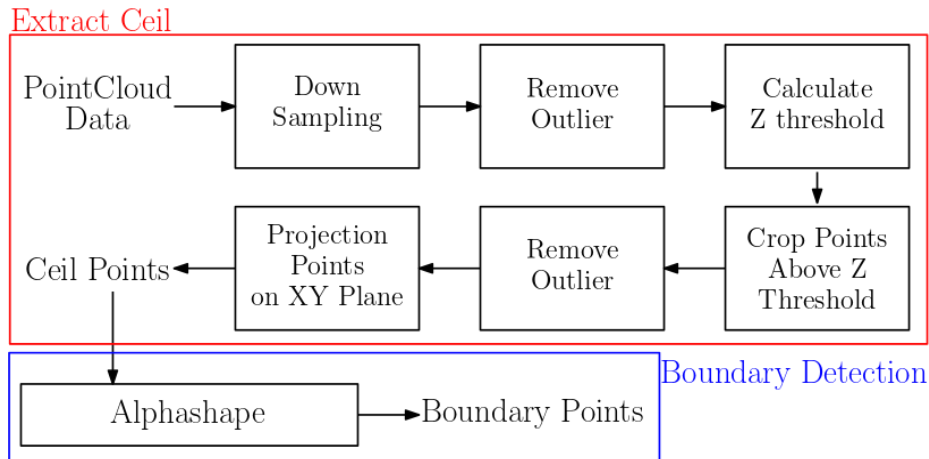 Extract Ceil
PointCloud
Data
Down
Sampling
Remove
Outlier
Calculate
Z threshold
Crop Points
Above Z
Threshold
Remove
Outlier
Projection
Points
on XY Plane
Ceil Points
Boundary Detection
Alphashape
Boundary Points